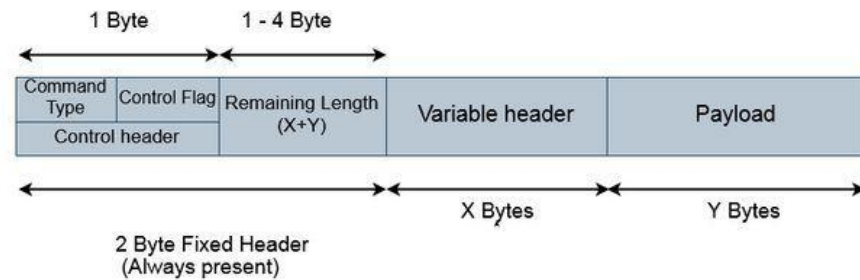 1 Byte
1 - 4 Byte
Command
Type
Control Flag
Control header
Remaining Length
(X+Y)
Variable header
Payload
X Bytes
Y Bytes
2 Byte Fixed Header
(Always present)